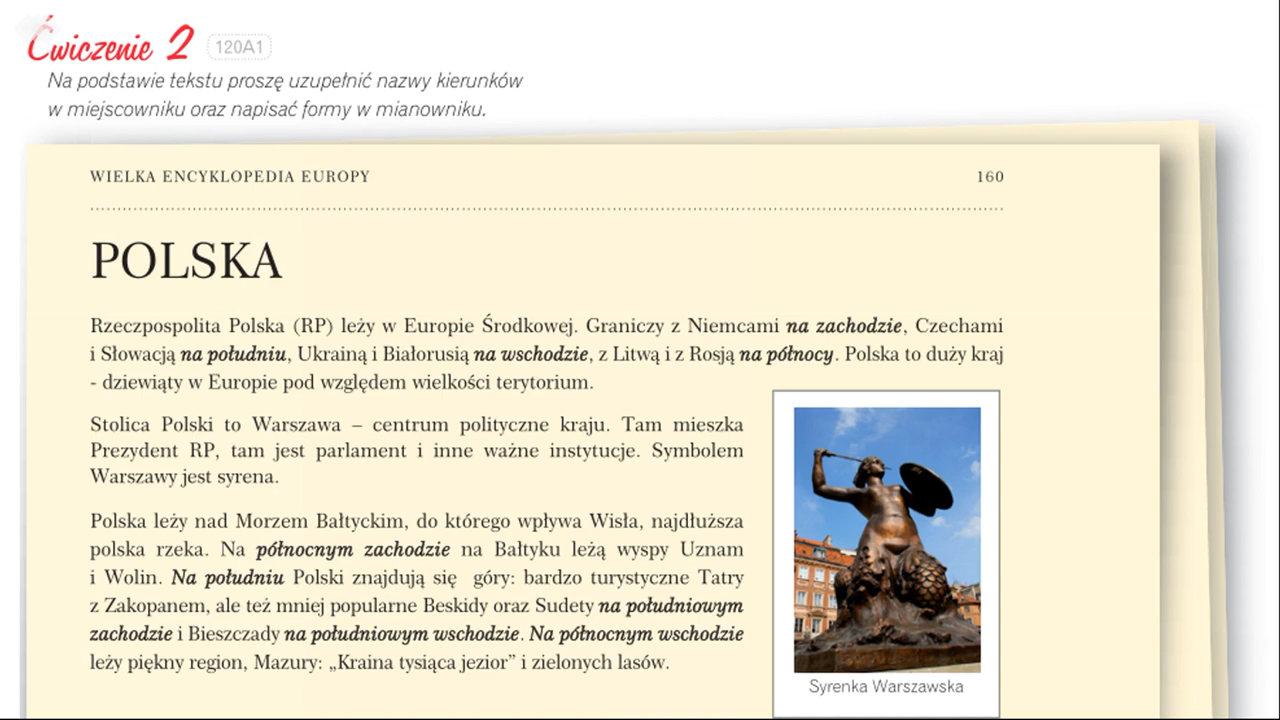 Ćwiczenie 2 120A1
Na podstawie tekstu proszę uzupełnić nazwy kierunków
w miejscowniku oraz napisać formy w mianowniku.
WIELKA ENCYKLOPEDIA EUROPY 160
POLSKA
Rzeczpospolita Polska (RP) leży w Europie Środkowej. Graniczy z Niemcami na zachodzie, Czechami
i Słowacją na południu, Ukrainą i Białorusią na wschodzie, z Litwą i z Rosją na północy. Polska to duży kraj
- dziewiąty w Europie pod względem wielkości terytorium.
Stolica Polski to Warszawa – centrum polityczne kraju. Tam mieszka
Prezydent RP, tam jest parlament i inne ważne instytucje. Symbolem
Warszawy jest syrena.
Polska leży nad Morzem Bałtyckim, do którego wpływa Wisła, najdłuższa
polska rzeka. Na północnym zachodzie na Bałtyku leżą wyspy Uznam
i Wolin. Na południu Polski znajdują się góry: bardzo turystyczne Tatry
z Zakopanem, ale też mniej popularne Beskidy oraz Sudety na południowym
zachodzie i Bieszczady na południowym wschodzie. Na północnym wschodzie
leży piękny region, Mazury: „Kraina tysiąca jezior” i zielonych lasów.
Syrenka Warszawska